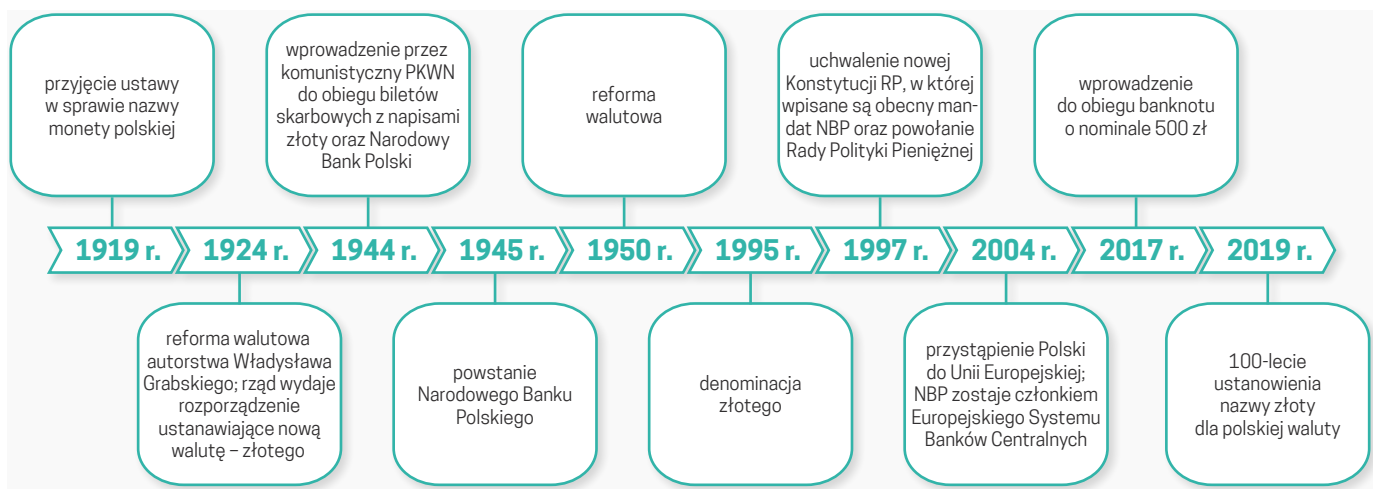 przyjęcie ustawy
w sprawie nazwy
monety polskiej
wprowadzenie przez
komunistyczny PKWN
do obiegu biletów
skarbowych z napisami
złoty oraz Narodowy
Bank Polski
reforma
walutowa
uchwalenie nowej
Konstytucji RP, w której
wpisane są obecny man-
dat NBP oraz powołanie
Rady Polityki Pieniężnej
wprowadzenie
do obiegu banknotu
o nominale 500 zł
1919 r. 1924 r. 1944 r. 1945 r. 1950 r. 1995 r. 1997 r. 2004 r. 2017 r. 2019 r.
reforma walutowa
autorstwa Władysława
Grabskiego; rząd wydaje
rozporządzenie
ustanawiające nową
walutę – złotego
powstanie
Narodowego Banku
Polskiego
denominacja
złotego
przystąpienie Polski
do Unii Europejskiej;
NBP zostaje członkiem
Europejskiego Systemu
Banków Centralnych
100-lecie
ustanowienia
nazwy złoty
dla polskiej waluty